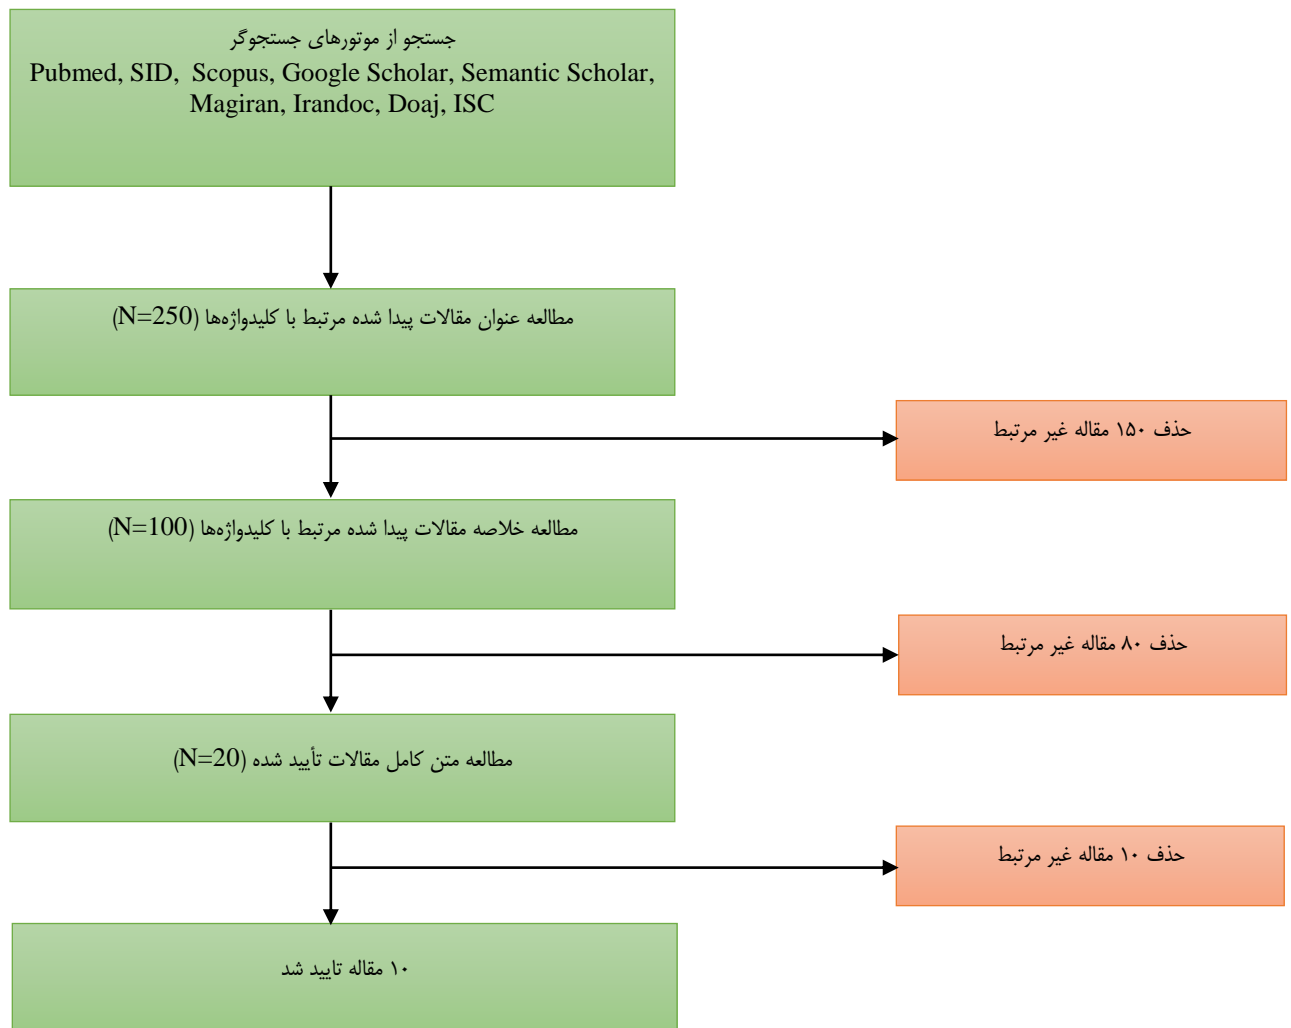 جستجو از موتورهای جستجوگر
Pubmed, SID, Scopus, Google Scholar, Semantic Scholar,
Magiran, Irandoc, Doaj, ISC
مطالعه عنوان مقالات پیدا شده مرتبط با کلیدواژه‌ها (N=250)
حذف ۱۵۰ مقاله غیر مرتبط
مطالعه خلاصه مقالات پیدا شده مرتبط با کلیدواژه‌ها (N=100)
حذف ۸۰ مقاله غیر مرتبط
مطالعه متن کامل مقالات تأیید شده (N=20)
حذف ۱۰ مقاله غیر مرتبط
۱۰ مقاله تایید شد